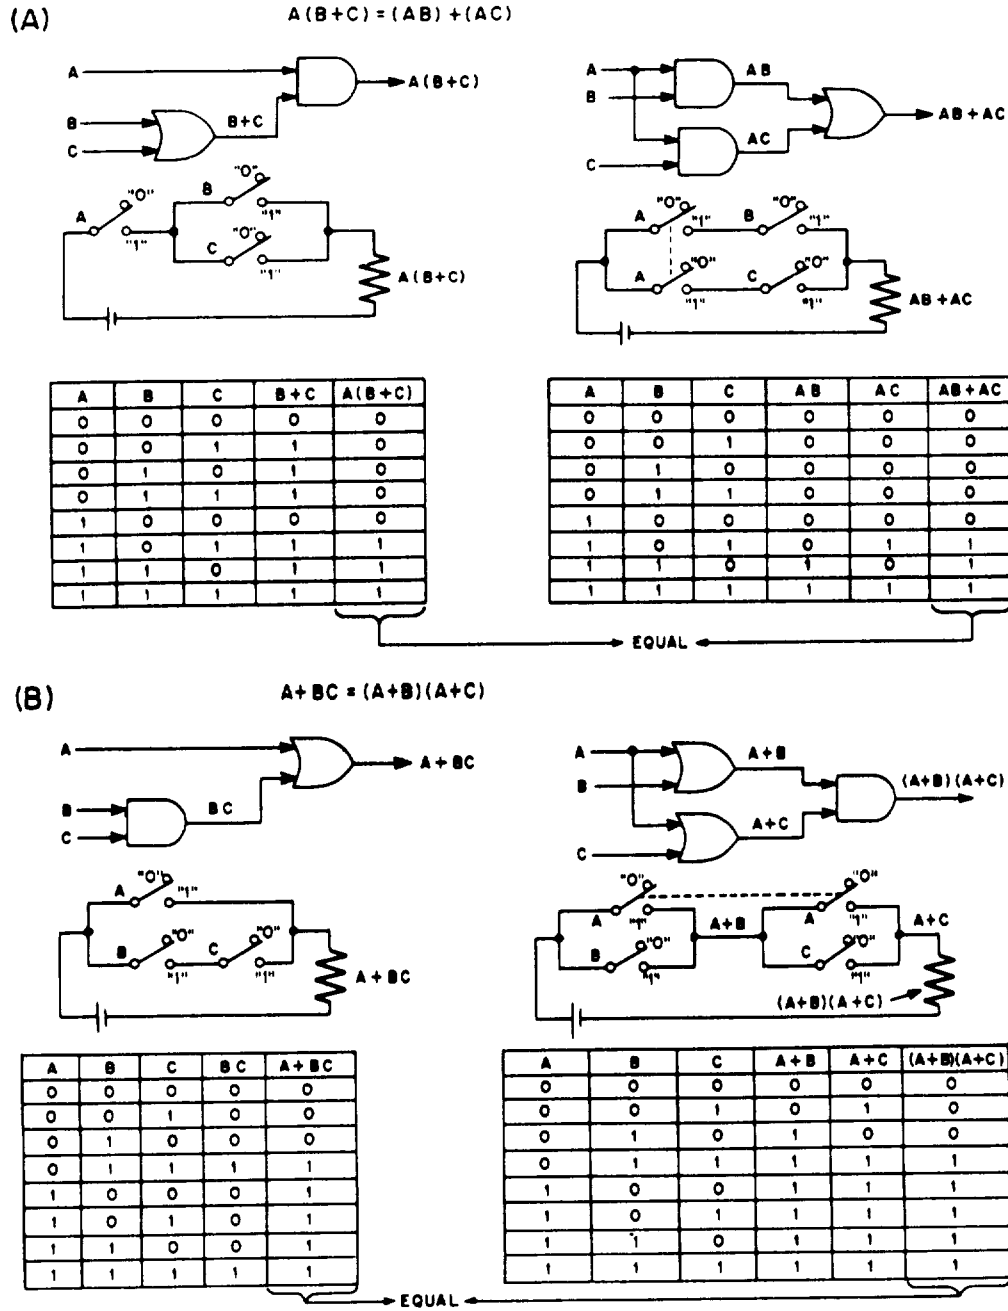 (A)
A(B+C) = (AB) + (AC)
A
A(B+C)
B
B+C
C
A
AB
B
AB+AC
AC
C
A "0" "1"
B "0" "1"
C "0" "1"
A(B+C)
A "0" "1" B "0" "1"
A "0" "1" C "0" "1"
AB+AC
A B C B+C A(B+C)
0 0 0 0 0
0 0 1 1 0
0 1 0 1 0
0 1 1 1 0
1 0 0 0 0
1 0 1 1 1
1 1 0 1 1
1 1 1 1 1
A B C AB AC AB+AC
0 0 0 0 0 0
0 0 1 0 0 0
0 1 0 0 0 0
0 1 1 0 0 0
1 0 0 0 0 0
1 0 1 0 1 1
1 1 0 1 0 1
1 1 1 1 1 1
EQUAL
(B)
A+BC = (A+B)(A+C)
A
A+BC
B
BC
C
A
A+B
B
(A+B)(A+C)
A+C
C
A "0" "1"
B "0" "1" C "0" "1"
A+BC
A "0" "1"
B "0" "1"
A+B
A "0" "1"
C "0" "1"
A+C
(A+B)(A+C)
A B C BC A+BC
0 0 0 0 0
0 0 1 0 0
0 1 0 0 0
0 1 1 1 1
1 0 0 0 1
1 0 1 0 1
1 1 0 0 1
1 1 1 1 1
A B C A+B A+C (A+B)(A+C)
0 0 0 0 0 0
0 0 1 0 1 0
0 1 0 1 0 0
0 1 1 1 1 1
1 0 0 1 1 1
1 0 1 1 1 1
1 1 0 1 1 1
1 1 1 1 1 1
EQUAL